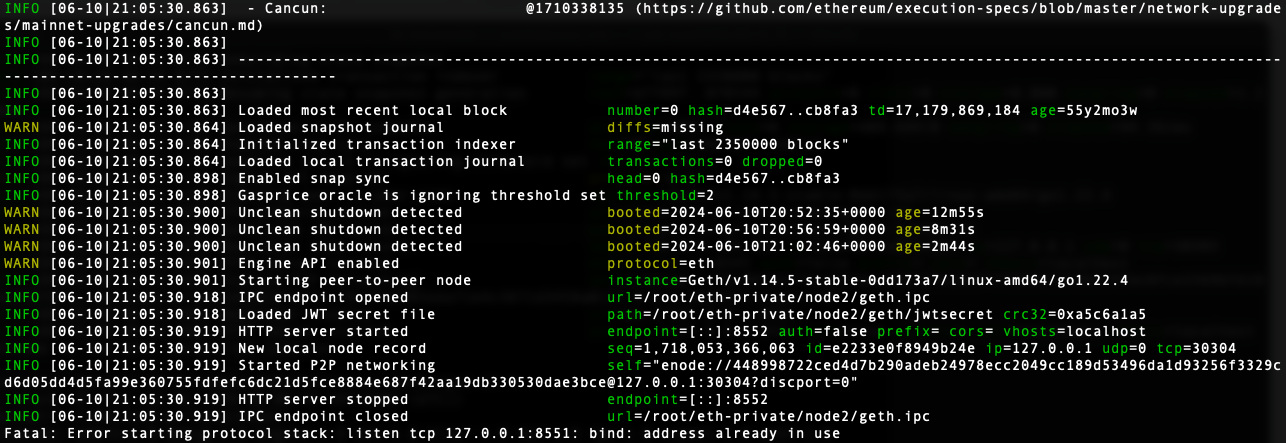 INFO [06-10|21:05:30.863]  - Cancun:                      @1710338135 (https://github.com/ethereum/execution-specs/blob/master/network-upgrade
s/mainnet-upgrades/cancun.md)
INFO [06-10|21:05:30.863]
INFO [06-10|21:05:30.863] ---------------------------------------------------------------------------------------------------------------------
-------------------------------------
INFO [06-10|21:05:30.863]
INFO [06-10|21:05:30.863] Loaded most recent local block           number=0 hash=d4e567..cb8fa3 td=17,179,869,184 age=55y2mo3w
WARN [06-10|21:05:30.864] Loaded snapshot journal                  diffs=missing
INFO [06-10|21:05:30.864] Initialized transaction indexer          range="last 2350000 blocks"
INFO [06-10|21:05:30.864] Loaded local transaction journal         transactions=0 dropped=0
INFO [06-10|21:05:30.898] Enabled snap sync                        head=0 hash=d4e567..cb8fa3
INFO [06-10|21:05:30.898] Gasprice oracle is ignoring threshold set threshold=2
WARN [06-10|21:05:30.900] Unclean shutdown detected                booted=2024-06-10T20:52:35+0000 age=12m55s
WARN [06-10|21:05:30.900] Unclean shutdown detected                booted=2024-06-10T20:56:59+0000 age=8m31s
WARN [06-10|21:05:30.900] Unclean shutdown detected                booted=2024-06-10T21:02:46+0000 age=2m44s
WARN [06-10|21:05:30.901] Engine API enabled                       protocol=eth
INFO [06-10|21:05:30.901] Starting peer-to-peer node               instance=Geth/v1.14.5-stable-0dd173a7/linux-amd64/go1.22.4
INFO [06-10|21:05:30.918] IPC endpoint opened                      url=/root/eth-private/node2/geth.ipc
INFO [06-10|21:05:30.918] Loaded JWT secret file                   path=/root/eth-private/node2/geth/jwtsecret crc32=0xa5c6a1a5
INFO [06-10|21:05:30.919] HTTP server started                      endpoint=[::]:8552 auth=false prefix= cors= vhosts=localhost
INFO [06-10|21:05:30.919] New local node record                    seq=1,718,053,366,063 id=e2233e0f8949b24e ip=127.0.0.1 udp=0 tcp=30304
INFO [06-10|21:05:30.919] Started P2P networking                   self="enode://448998722ced4d7b290adeb24978ecc2049cc189d53496da1d93256f3329c
d6d05dd4d5fa99e360755fdfefc6dc21d5fce8884e687f42aa19db330530dae3bce@127.0.0.1:30304?discport=0"
INFO [06-10|21:05:30.919] HTTP server stopped                      endpoint=[::]:8552
INFO [06-10|21:05:30.919] IPC endpoint closed                      url=/root/eth-private/node2/geth.ipc
Fatal: Error starting protocol stack: listen tcp 127.0.0.1:8551: bind: address already in use